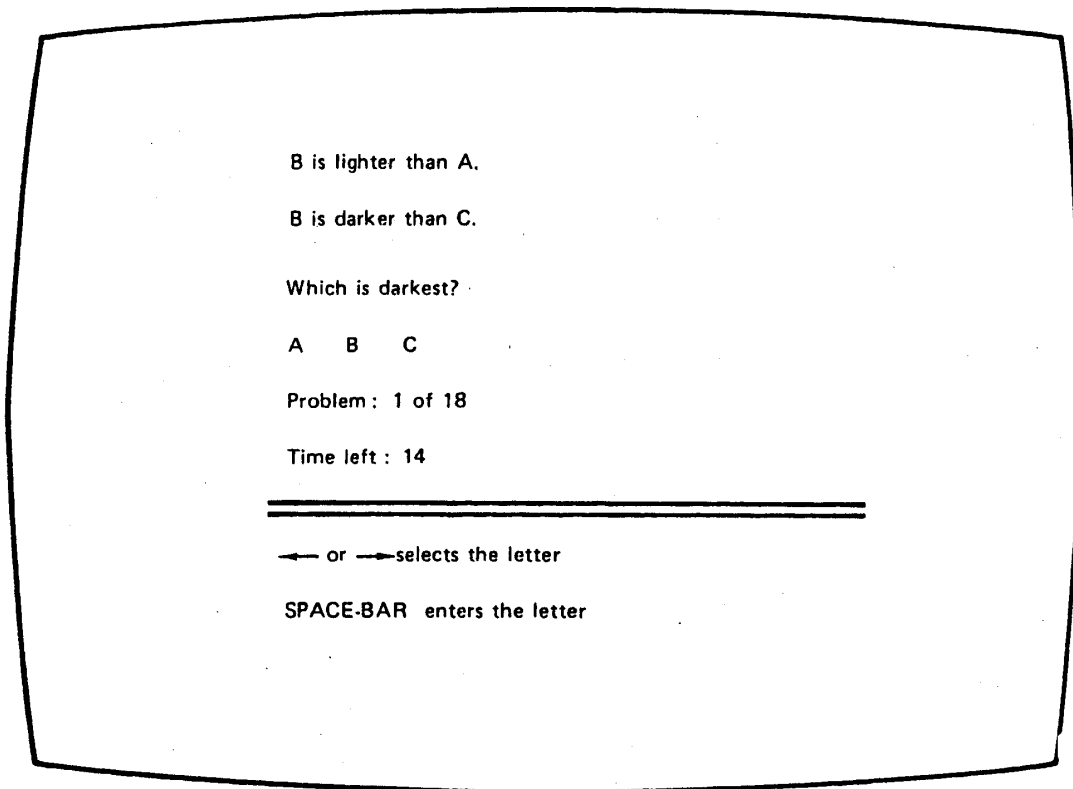 B is lighter than A.
B is darker than C.
Which is darkest?
A B C
Problem : 1 of 18
Time left : 14
← or →selects the letter
SPACE-BAR enters the letter